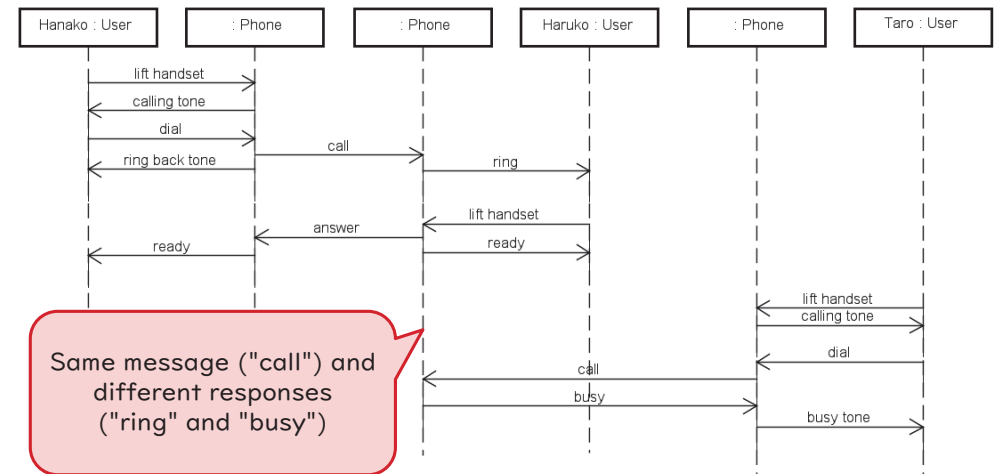 Hanako : User
: Phone
: Phone
Haruko : User
: Phone
Taro : User
lift handset
calling tone
dial
call
ring back tone
ring
lift handset
answer
ready
ready
lift handset
calling tone
dial
call
busy
busy tone
Same message ("call") and
different responses
("ring" and "busy")